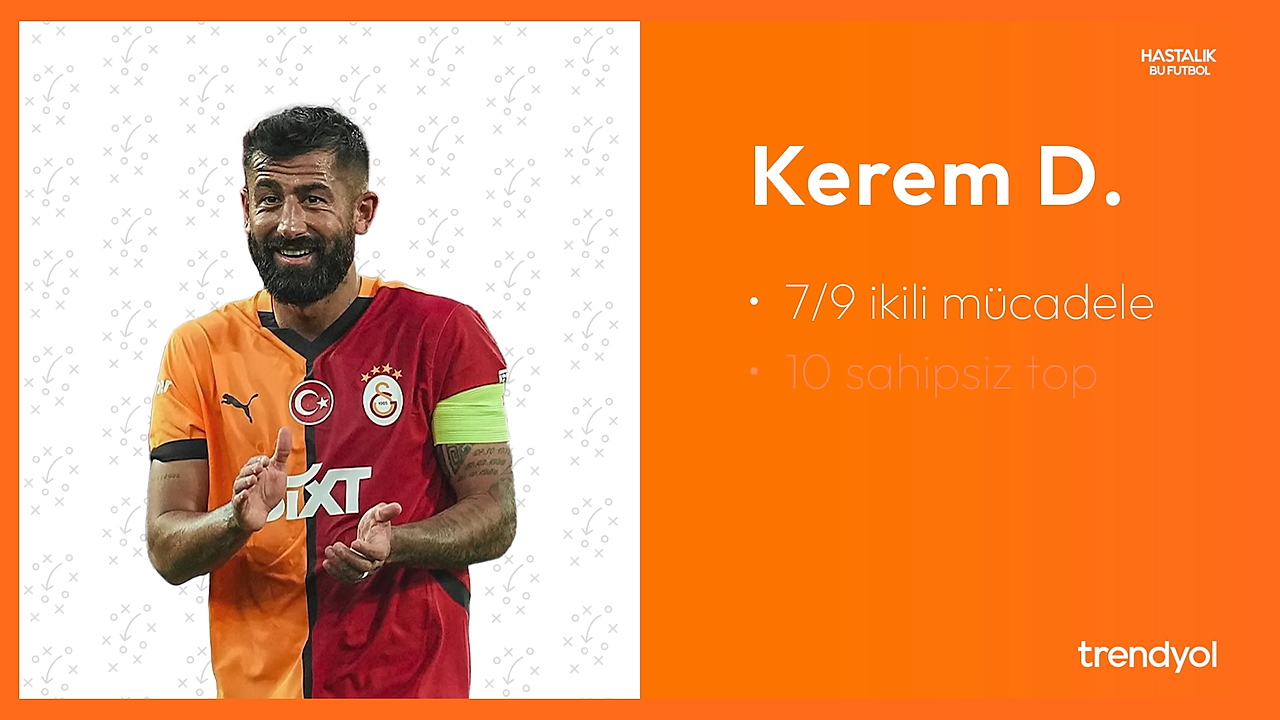 HASTALIK
BU FUTBOL
Kerem D.
• 7/9 ikili mücadele
• 10 sahipsiz top
SIXT
trendyol